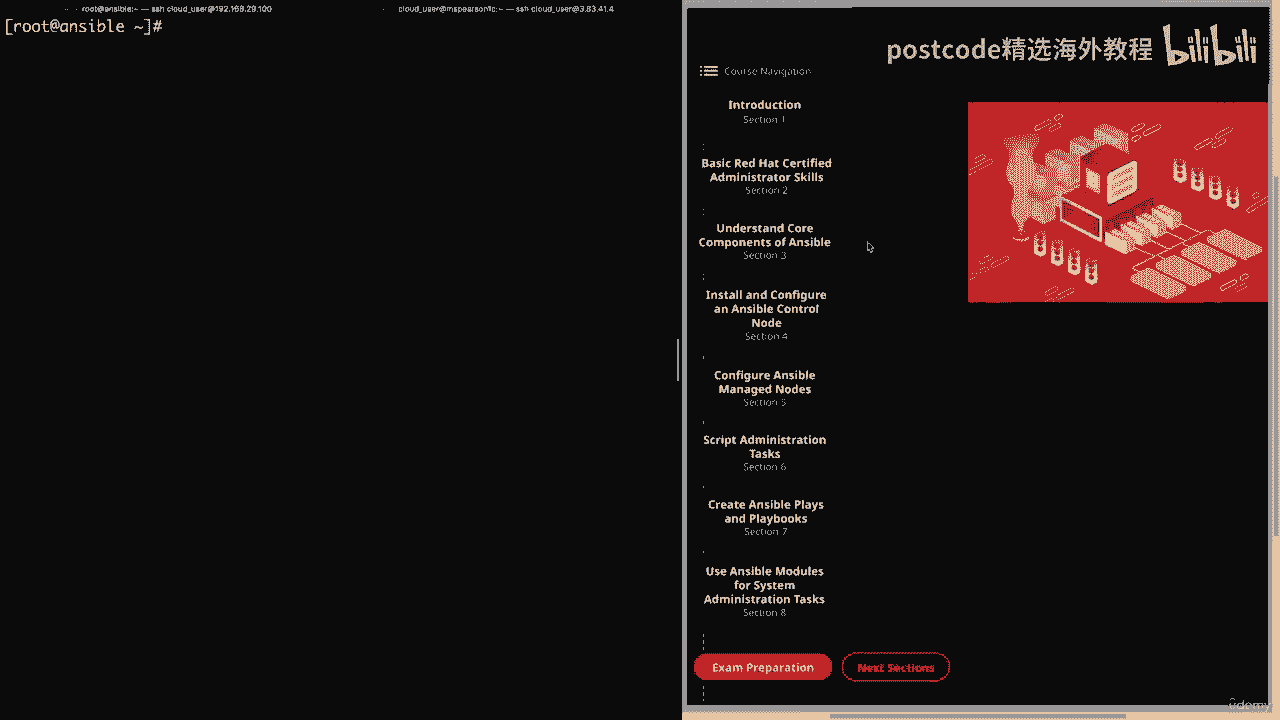 root@ansible:~ — ssh cloud_user@192.168.29.100
cloud_user@mspearsonfc:~ — ssh cloud_user@3.83.41.4
[root@ansible ~]#
postcode精选海外教程 bilibili
Course Navigation
Introduction
Section 1
Basic Red Hat Certified
Administrator Skills
Section 2
Understand Core
Components of Ansible
Section 3
Install and Configure
an Ansible Control
Node
Section 4
Configure Ansible
Managed Nodes
Section 5
Script Administration
Tasks
Section 6
Create Ansible Plays
and Playbooks
Section 7
Use Ansible Modules
for System
Administration Tasks
Section 8
Exam Preparation
Next Sections
udemy